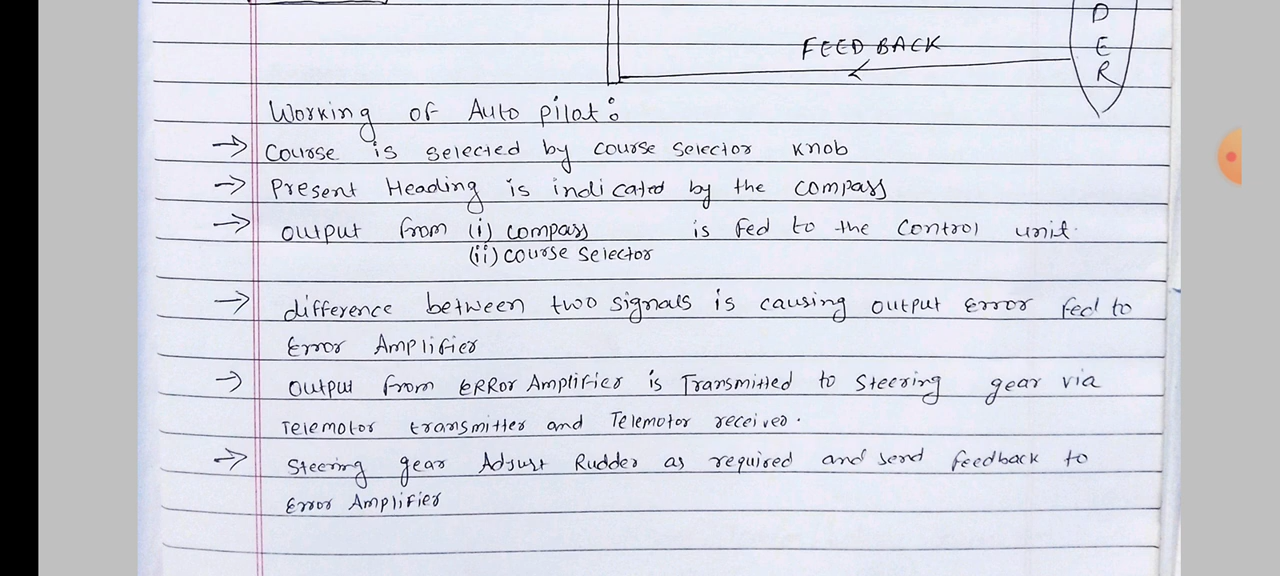 D
E
FEED BACK
R
Working of Auto pilot:
→ Course is selected by course selector knob
→ Present Heading is indicated by the compass
→ output from (i) compass is fed to the control unit.
(ii) course selector
→ difference between two signals is causing output error fed to
Error Amplifier
→ output from ERROR Amplifier is Transmitted to steering gear via
Telemotor transmitter and Telemotor receiver.
→ Steering gear Adjust Rudder as required and send feedback to
Error Amplifier